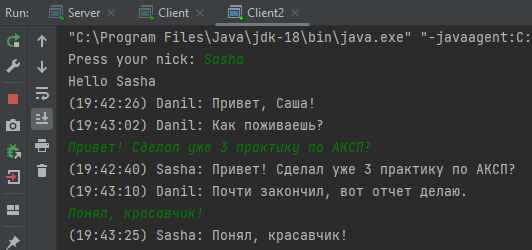 Run: Server × Client × Client2 ×
"C:\Program Files\Java\jdk-18\bin\java.exe" "-javaagent:C:
Press your nick: Sasha
Hello Sasha
(19:42:26) Danil: Привет, Саша!
(19:43:02) Danil: Как поживаешь?
Привет! Сделал уже 3 практику по АКСП?
(19:42:40) Sasha: Привет! Сделал уже 3 практику по АКСП?
(19:43:10) Danil: Почти закончил, вот отчет делаю.
Понял, красавчик!
(19:43:25) Sasha: Понял, красавчик!